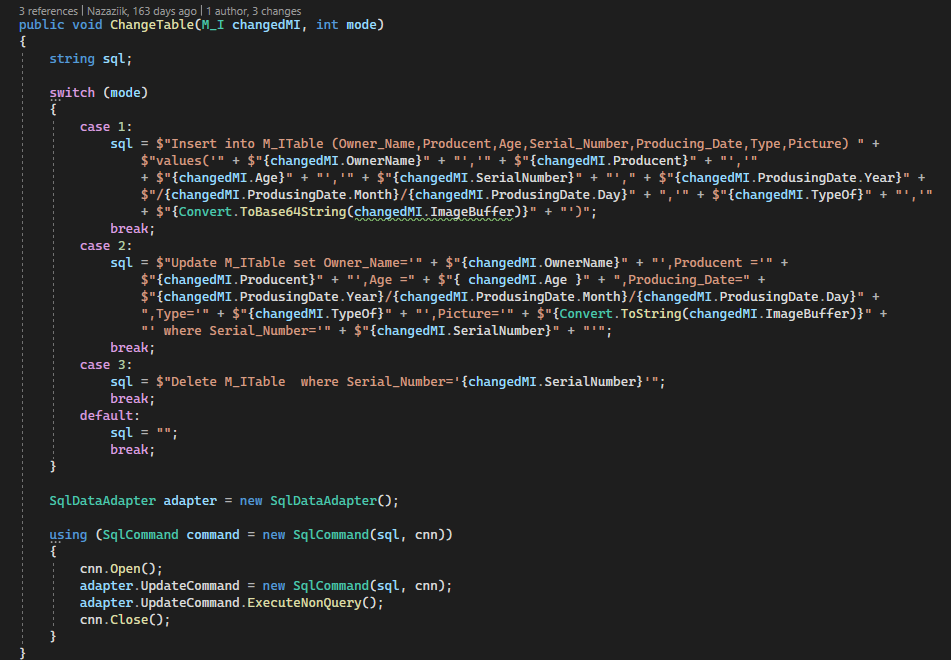 3 references | Nazaziik, 163 days ago | 1 author, 3 changes
public void ChangeTable(M_I changedMI, int mode)
{
string sql;
switch (mode)
{
case 1:
sql = $"Insert into M_ITable (Owner_Name,Producent,Age,Serial_Number,Producing_Date,Type,Picture) " +
$"values('" + $"{changedMI.OwnerName}" + "','" + $"{changedMI.Producent}" + "','"
+ $"{changedMI.Age}" + "','" + $"{changedMI.SerialNumber}" + "'," + $"{changedMI.ProdusingDate.Year}" +
$"/{changedMI.ProdusingDate.Month}/{changedMI.ProdusingDate.Day}" + ",'" + $"{changedMI.TypeOf}" + "','"
+ $"{Convert.ToBase64String(changedMI.ImageBuffer)}" + "')";
break;
case 2:
sql = $"Update M_ITable set Owner_Name='" + $"{changedMI.OwnerName}" + "',Producent ='" +
$"{changedMI.Producent}" + "',Age =" + $"{ changedMI.Age }" + ",Producing_Date=" +
$"{changedMI.ProdusingDate.Year}/{changedMI.ProdusingDate.Month}/{changedMI.ProdusingDate.Day}" +
",Type='" + $"{changedMI.TypeOf}" + "',Picture='" + $"{Convert.ToString(changedMI.ImageBuffer)}" +
"' where Serial_Number='" + $"{changedMI.SerialNumber}" + "'";
break;
case 3:
sql = $"Delete M_ITable  where Serial_Number='{changedMI.SerialNumber}'";
break;
default:
sql = "";
break;
}
SqlDataAdapter adapter = new SqlDataAdapter();
using (SqlCommand command = new SqlCommand(sql, cnn))
{
cnn.Open();
adapter.UpdateCommand = new SqlCommand(sql, cnn);
adapter.UpdateCommand.ExecuteNonQuery();
cnn.Close();
}
}